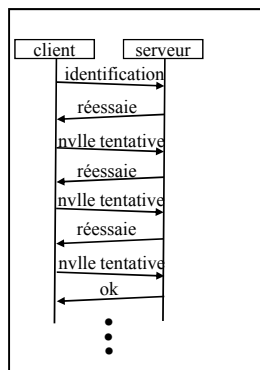 client serveur
identification
réessaie
nvlle tentative
réessaie
nvlle tentative
réessaie
nvlle tentative
ok